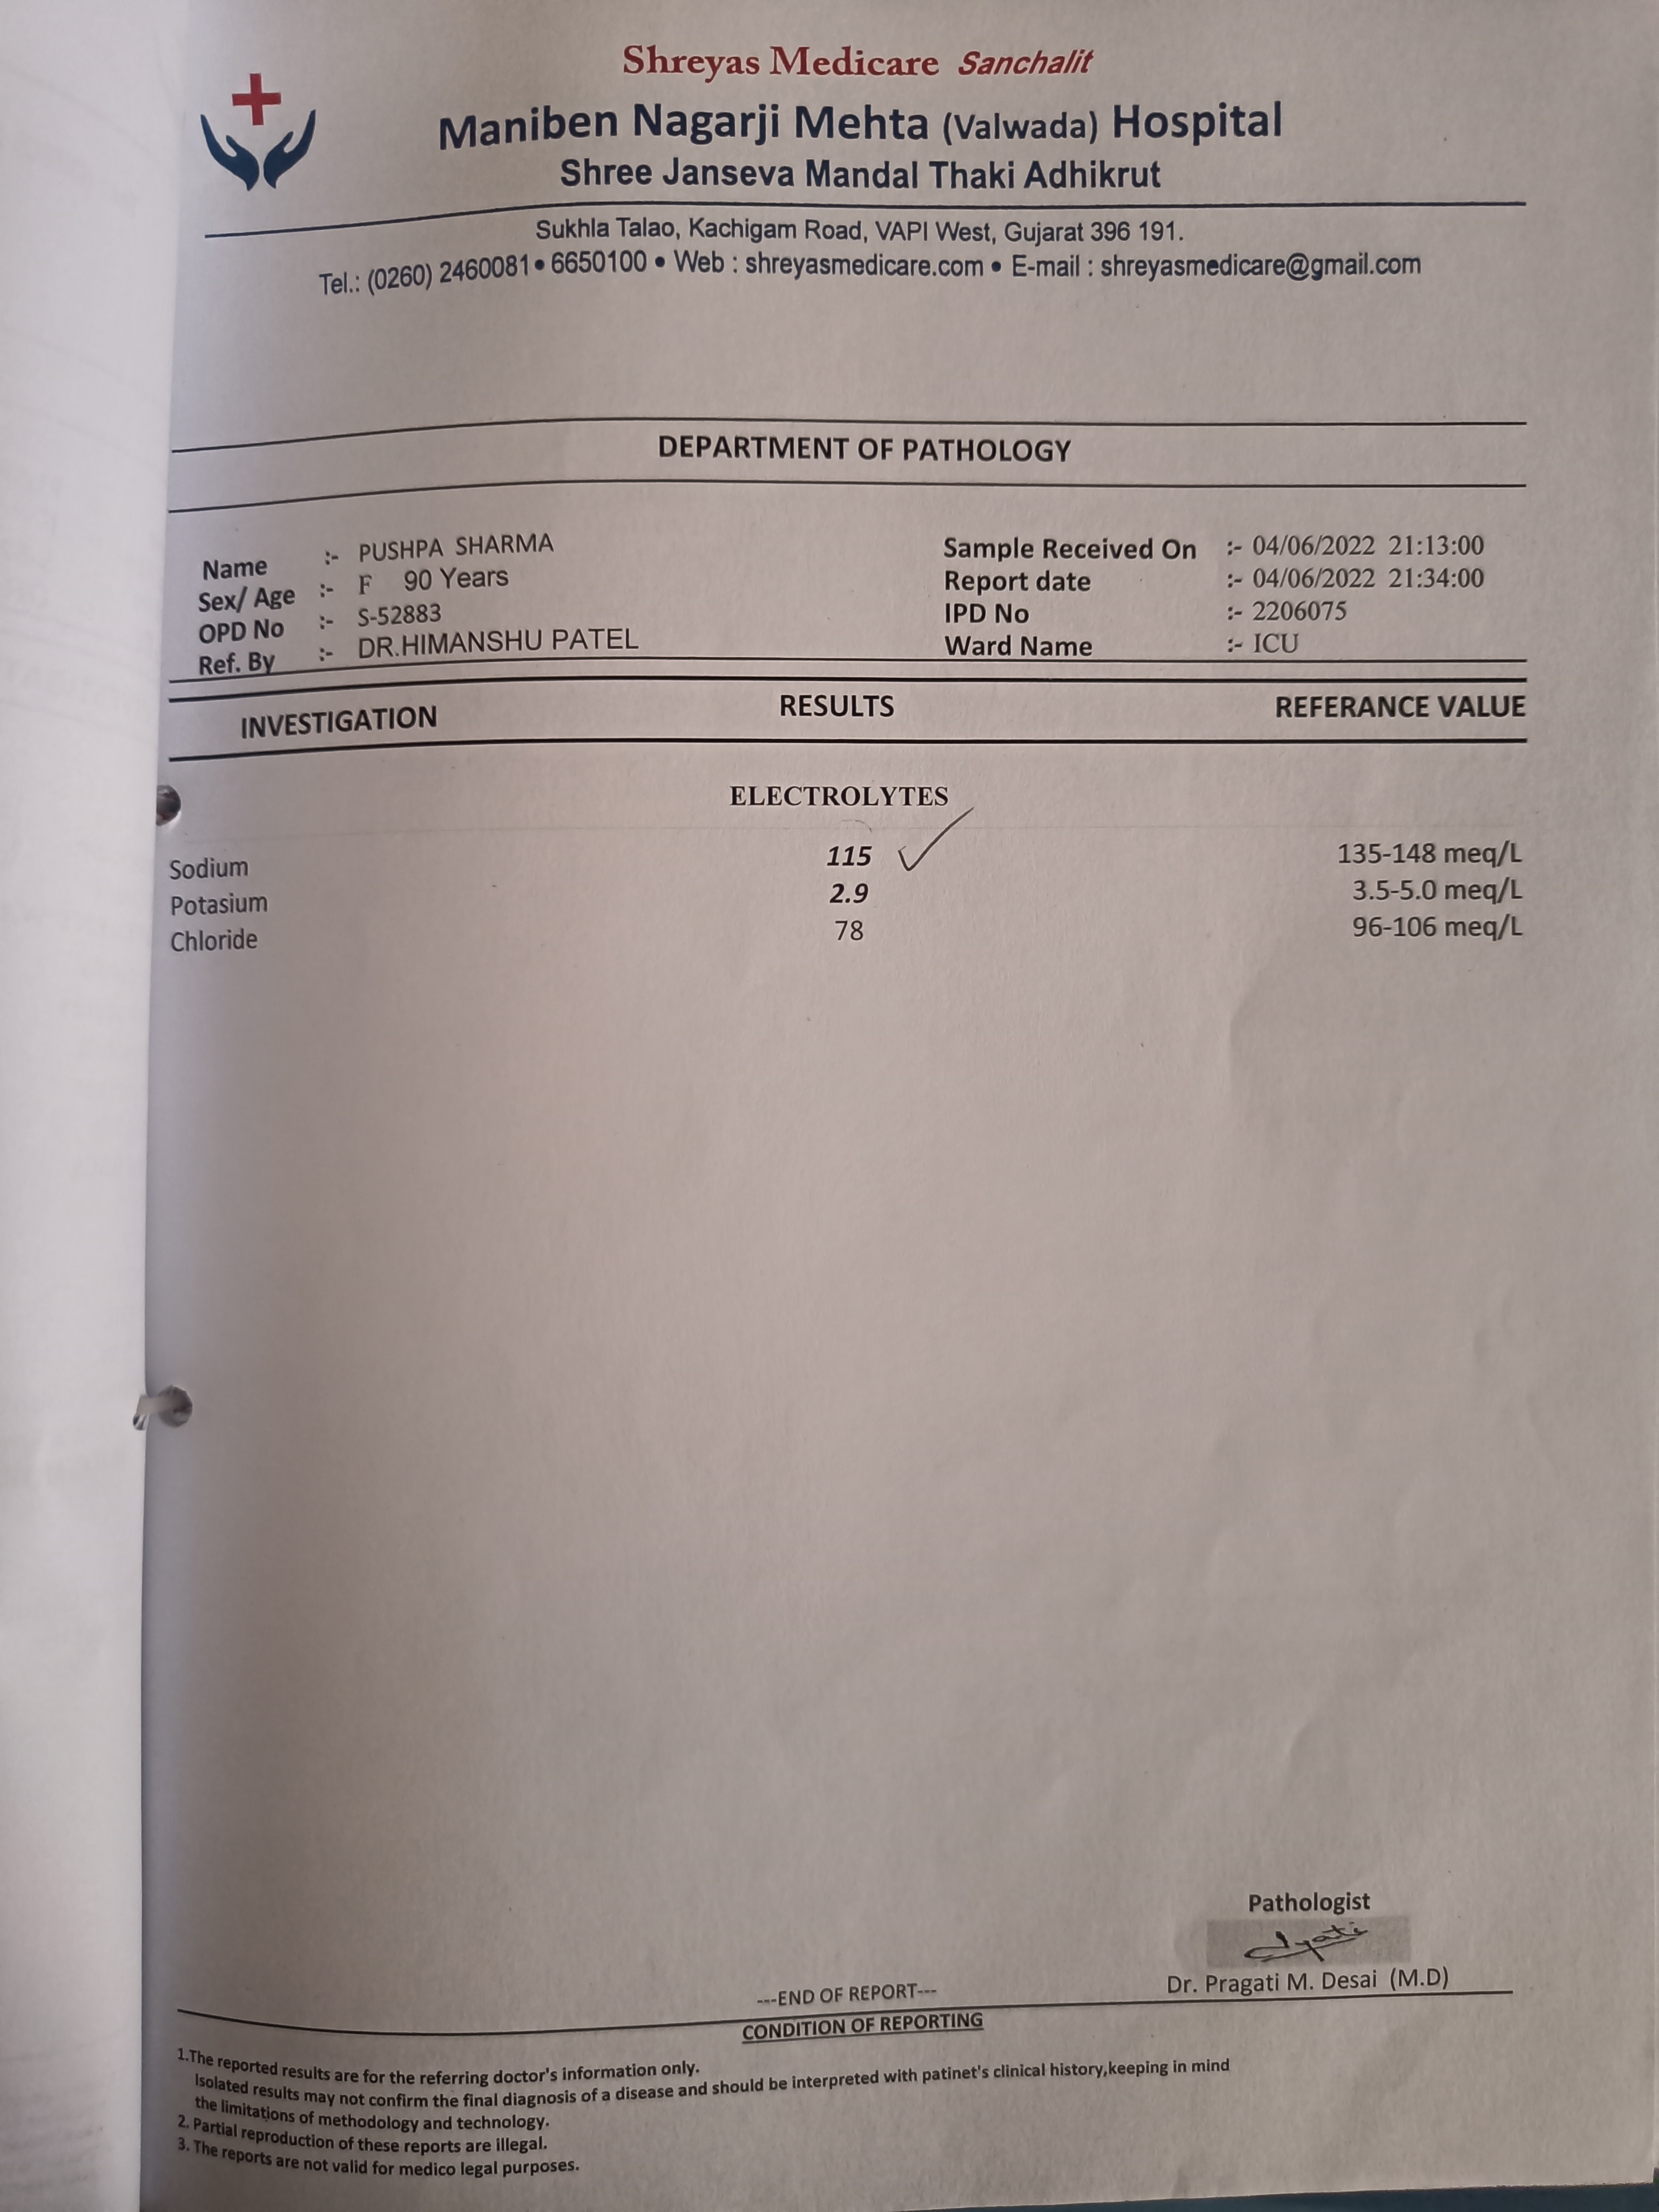 Shreyas Medicare Sanchalit
Maniben Nagarji Mehta (Valwada) Hospital
Shree Janseva Mandal Thaki Adhikrut
Sukhla Talao, Kachigam Road, VAPI West, Gujarat 396 191.
Tel.: (0260) 2460081 • 6650100 • Web : shreyasmedicare.com • E-mail : shreyasmedicare@gmail.com
DEPARTMENT OF PATHOLOGY
Name :- PUSHPA SHARMA Sample Received On :- 04/06/2022 21:13:00
Sex/ Age :- F 90 Years Report date :- 04/06/2022 21:34:00
OPD No :- S-52883 IPD No :- 2206075
Ref. By :- DR.HIMANSHU PATEL Ward Name :- ICU
INVESTIGATION RESULTS REFERANCE VALUE
ELECTROLYTES
Sodium 115 135-148 meq/L
Potasium 2.9 3.5-5.0 meq/L
Chloride 78 96-106 meq/L
Pathologist
Dr. Pragati M. Desai (M.D)
---END OF REPORT---
CONDITION OF REPORTING
1.The reported results are for the referring doctor's information only.
Isolated results may not confirm the final diagnosis of a disease and should be interpreted with patinet's clinical history,keeping in mind
the limitations of methodology and technology.
2. Partial reproduction of these reports are illegal.
3. The reports are not valid for medico legal purposes.